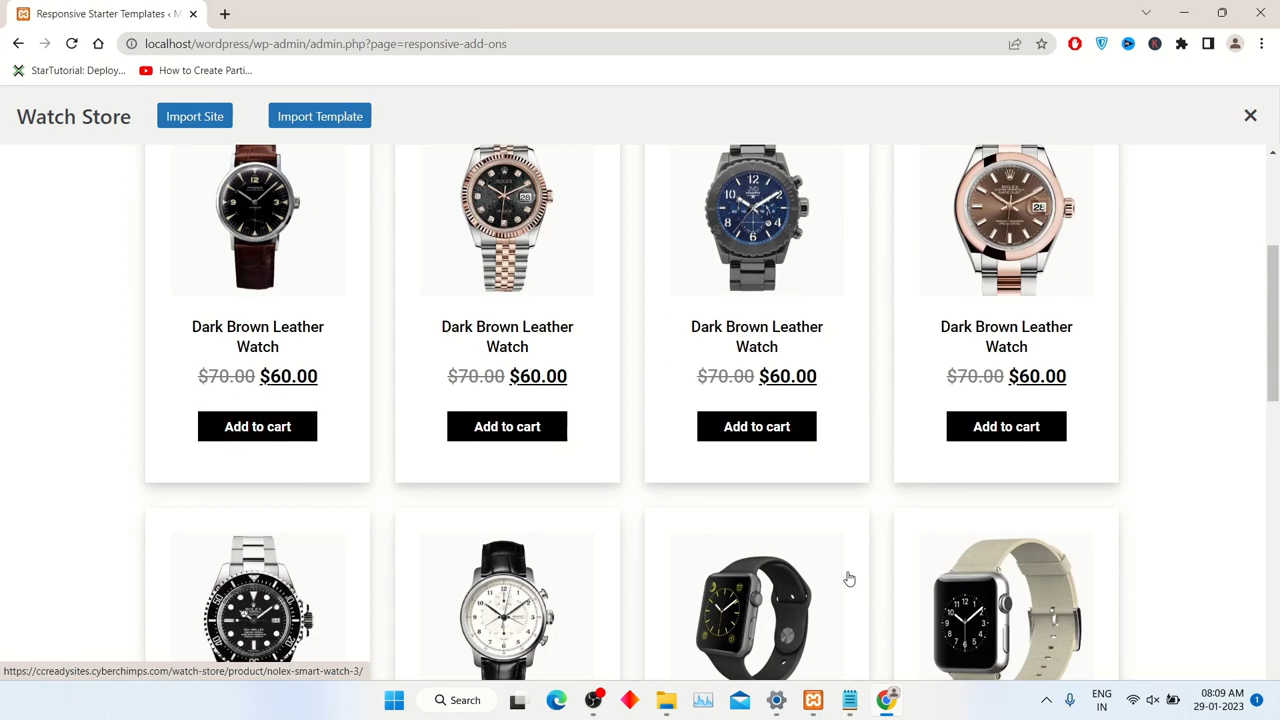 Responsive Starter Templates ‹ M
localhost/wordpress/wp-admin/admin.php?page=responsive-add-ons
StarTutorial: Deploy...
How to Create Parti...
Watch Store
Import Site
Import Template
Dark Brown Leather
Watch
$70.00 $60.00
Add to cart
Dark Brown Leather
Watch
$70.00 $60.00
Add to cart
Dark Brown Leather
Watch
$70.00 $60.00
Add to cart
Dark Brown Leather
Watch
$70.00 $60.00
Add to cart
https://ccreadysites.cyberchimps.com/watch-store/product/nolex-smart-watch-3/
Search
ENG
IN
08:09 AM
29-01-2023
1